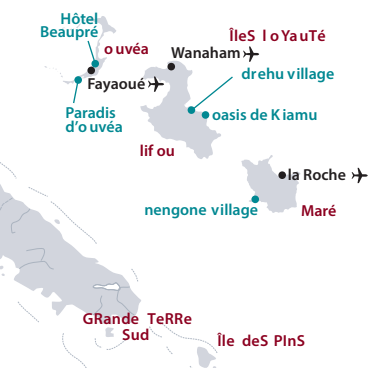 Hôtel
Beaupré
ouvéa
ÎleS loYauTé
Wanaham
Fayaoué
drehu village
Paradis
d'ouvéa
oasis de Kiamu
lifou
la Roche
nengone village
Maré
GRande TeRRe
Sud
Île deS PInS